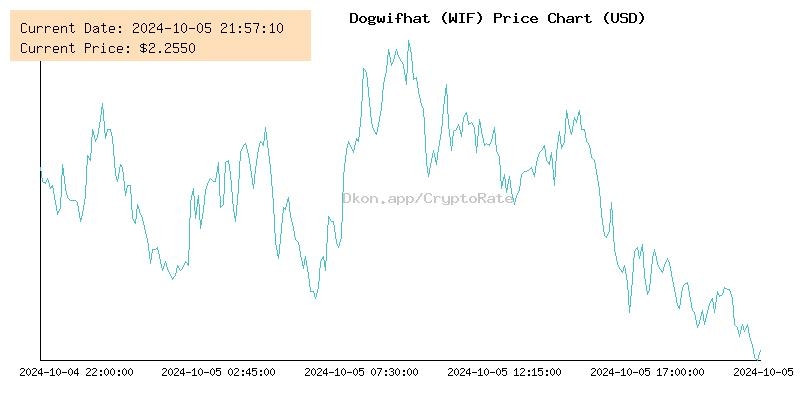 Dogwifhat (WIF) Price Chart (USD)
Current Date: 2024-10-05 21:57:10
Current Price: $2.2550
Okon.app/CryptoRate
2024-10-04 22:00:00 2024-10-05 02:45:00 2024-10-05 07:30:00 2024-10-05 12:15:00 2024-10-05 17:00:00 2024-10-05